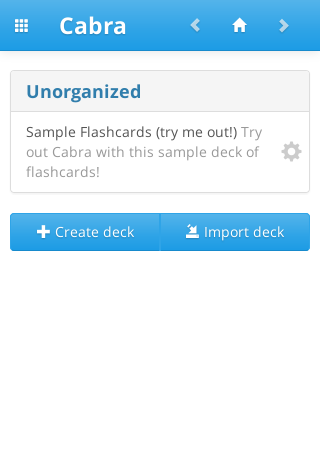 Cabra
Unorganized
Sample Flashcards (try me out!) Try
out Cabra with this sample deck of
flashcards!
Create deck
Import deck